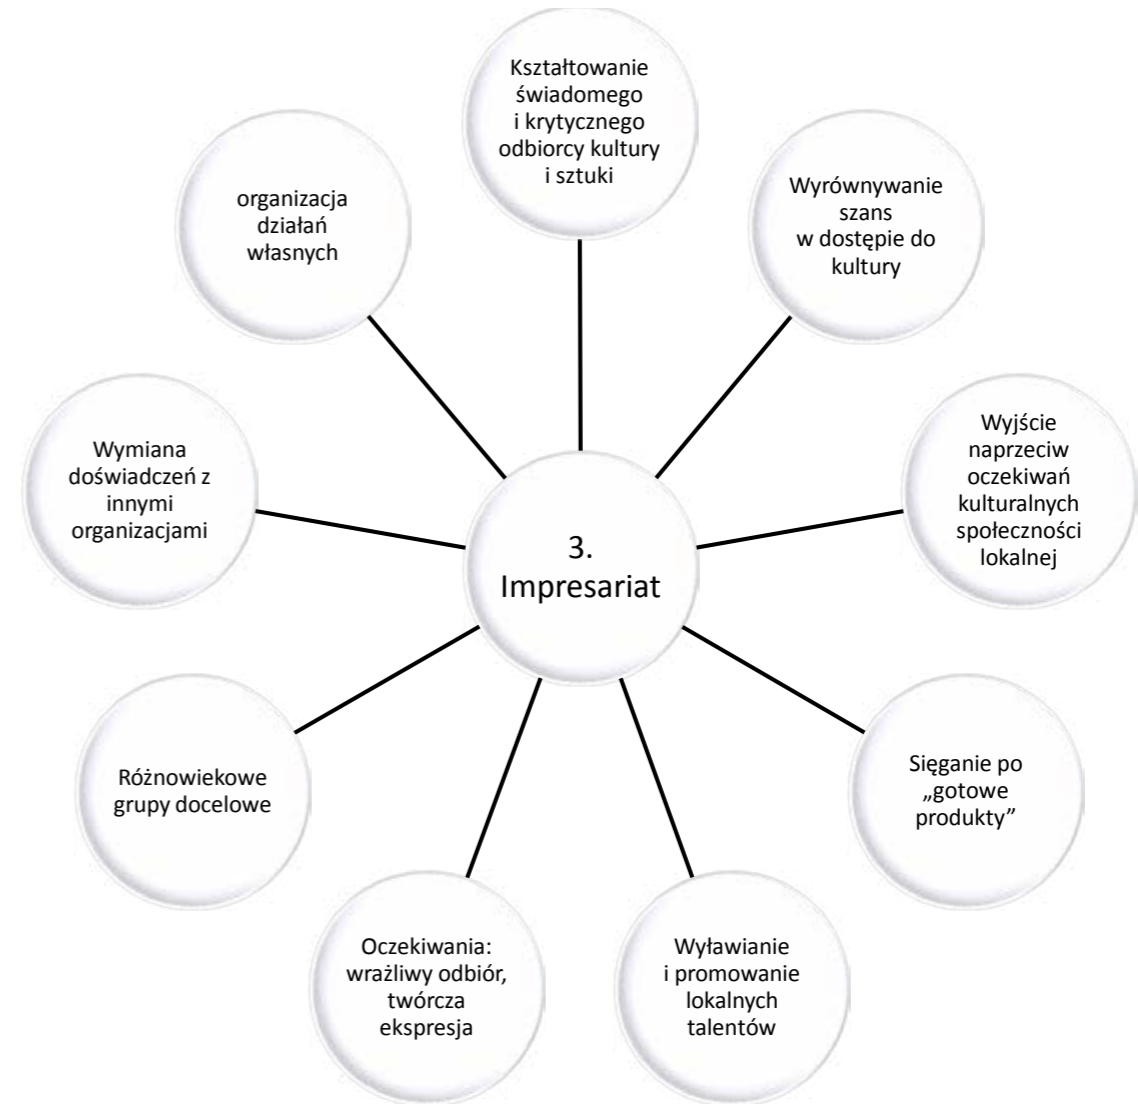 Kształtowanie
świadomego
i krytycznego
odbiorcy kultury
i sztuki
Wyrównywanie
szans
w dostępie do
kultury
Wyjście
naprzeciw
oczekiwań
kulturalnych
społeczności
lokalnej
Sięganie po
„gotowe
produkty”
Wyławianie
i promowanie
lokalnych
talentów
Oczekiwania:
wrażliwy odbiór,
twórcza
ekspresja
Różnowiekowe
grupy docelowe
Wymiana
doświadczeń z
innymi
organizacjami
organizacja
działań
własnych
3.
Impresariat